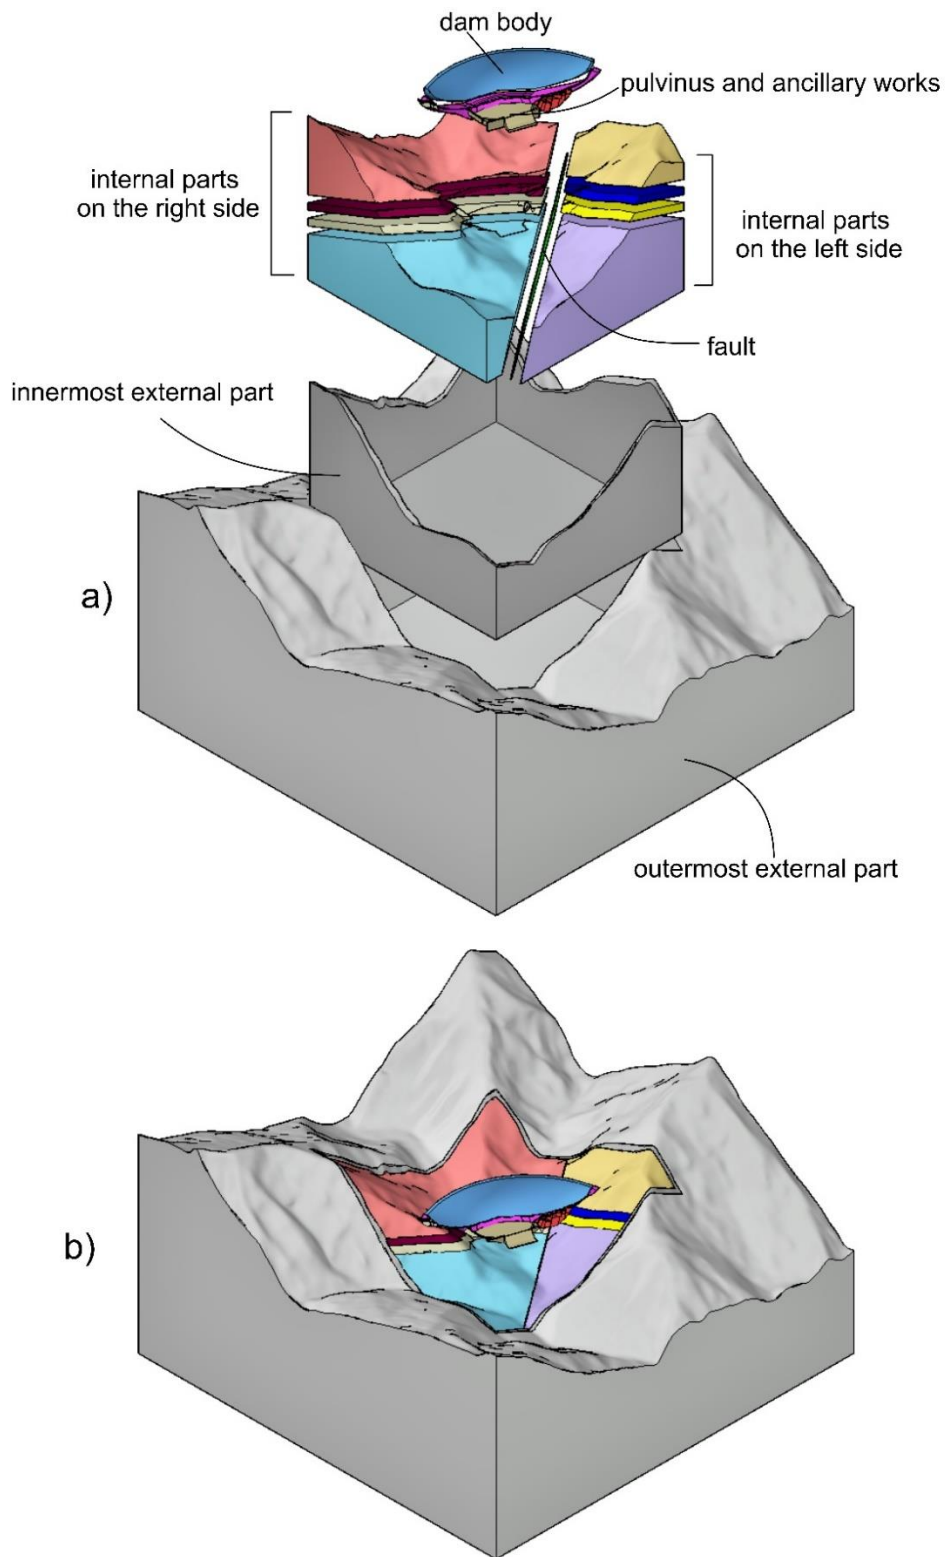 dam body
pulvinus and ancillary works
internal parts
on the right side
internal parts
on the left side
fault
innermost external part
a)
outermost external part
b)